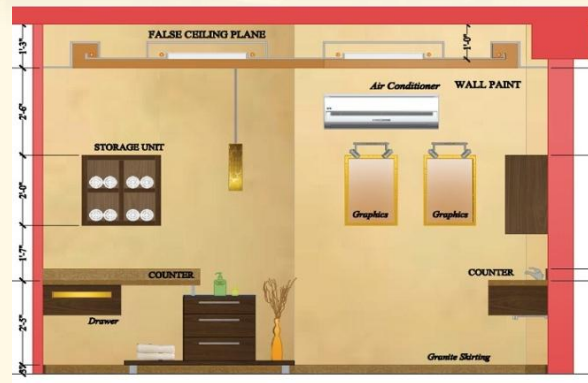 FALSE CEILING PLANE
1'-3"
1'-0"
Air Conditioner
WALL PAINT
2'-6"
STORAGE UNIT
2'-0"
Graphics
Graphics
1'-7"
COUNTER
COUNTER
Drawer
2'-5"
Granite Skirting